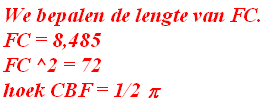 We bepalen de lengte van FC.
FC = 8,485
FC ^2 = 72
hoek CBF = 1/2 π